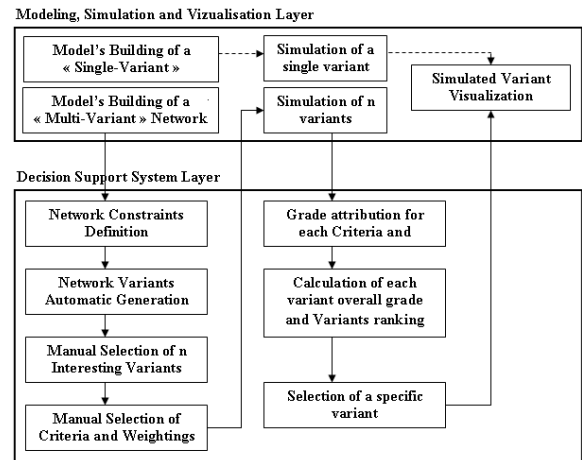 Modeling, Simulation and Vizualisation Layer
Model's Building of a
« Single-Variant »
Simulation of a
single variant
Simulated Variant
Visualization
Model's Building of a
« Multi-Variant » Network
Simulation of n
variants
Decision Support System Layer
Network Constraints
Definition
Grade attribution for
each Criteria and
Network Variants
Automatic Generation
Calculation of each
variant overall grade
and Variants ranking
Manual Selection of n
Interesting Variants
Manual Selection of
Criteria and Weightings
Selection of a specific
variant